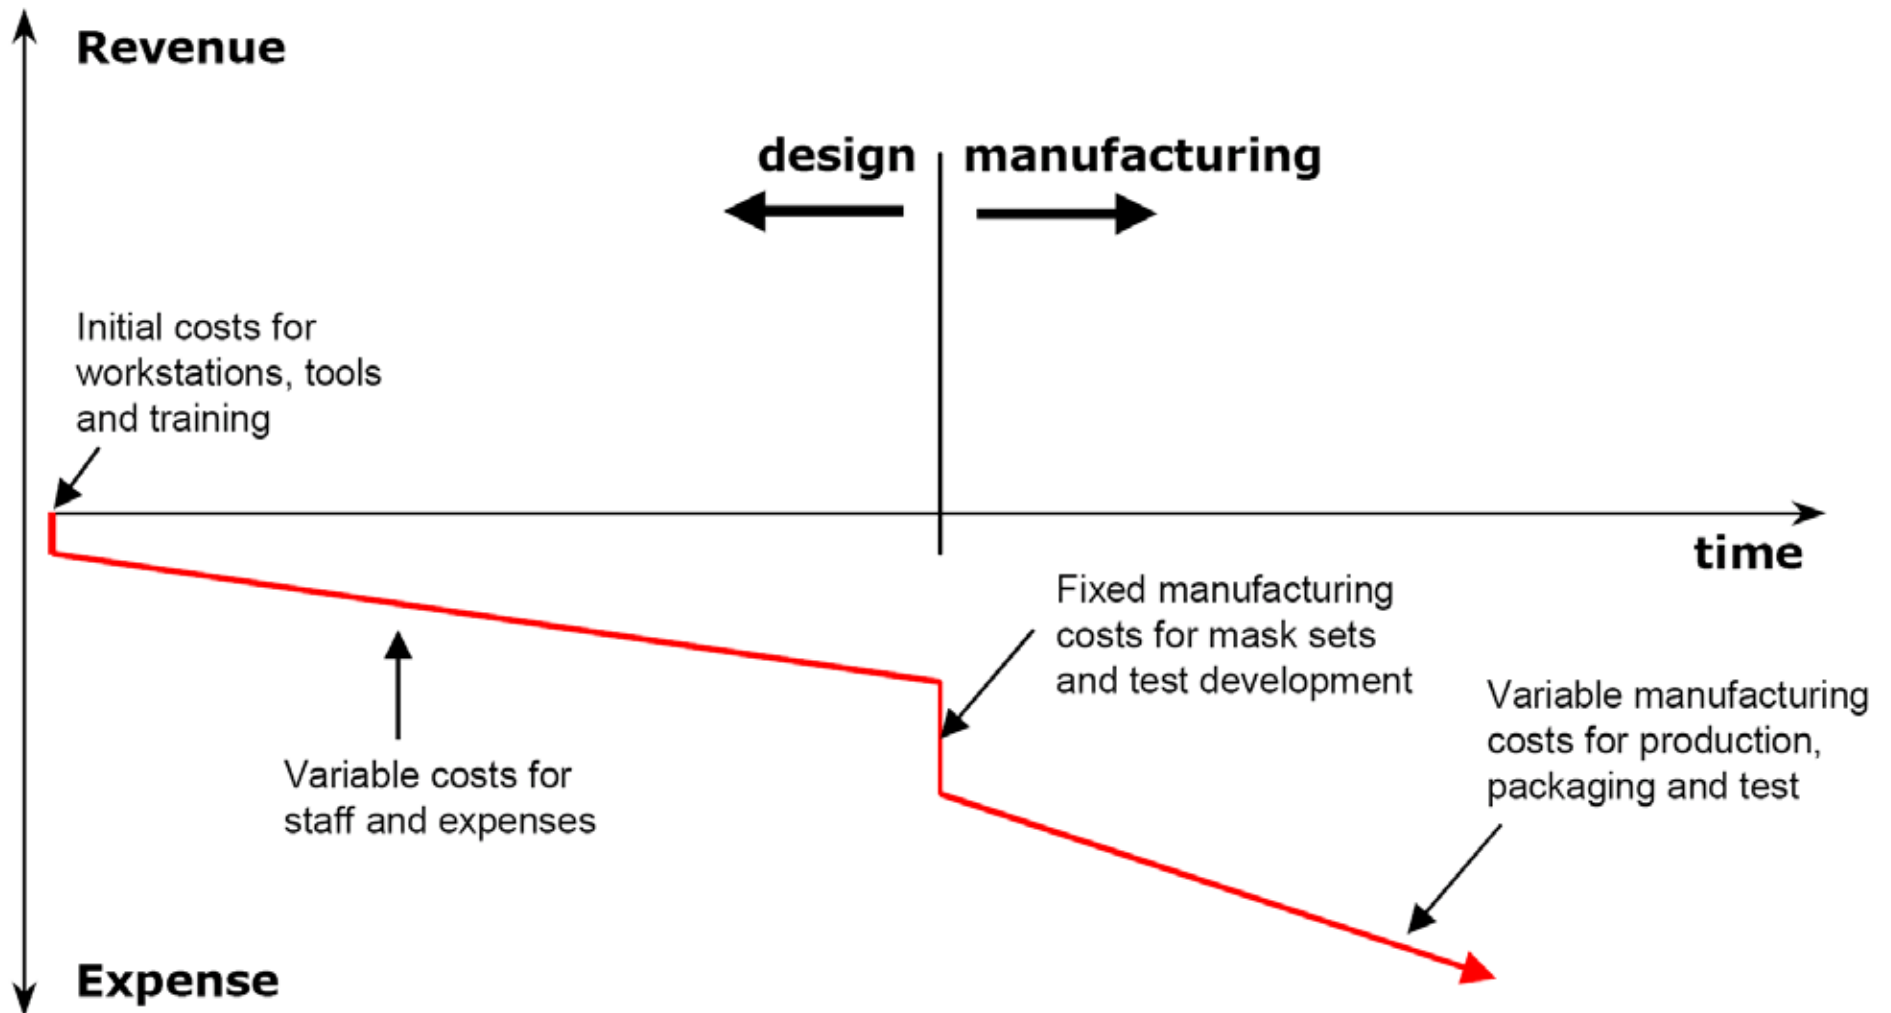 Revenue
design
manufacturing
Initial costs for
workstations, tools
and training
time
Fixed manufacturing
costs for mask sets
and test development
Variable manufacturing
costs for production,
packaging and test
Variable costs for
staff and expenses
Expense